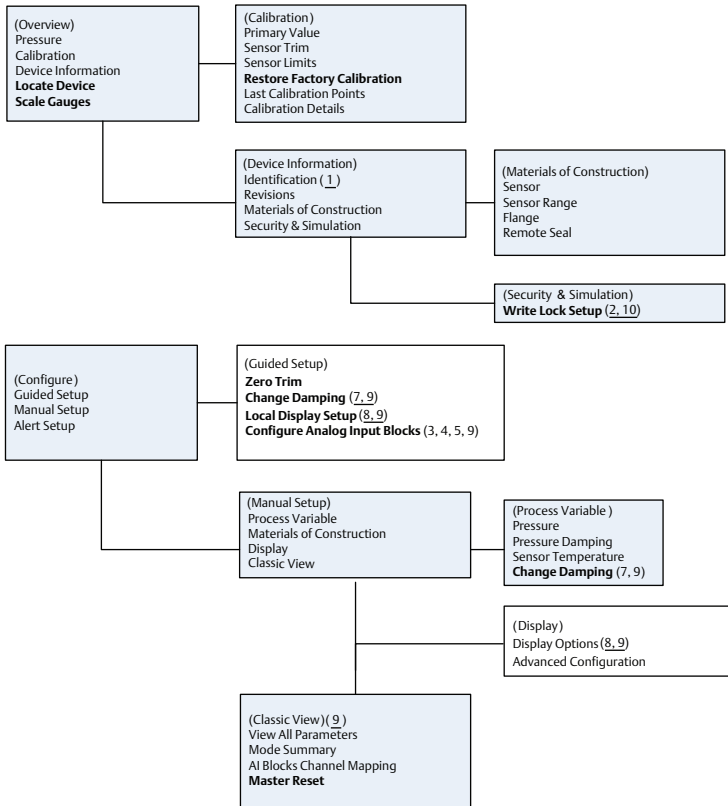 (Overview)
Pressure
Calibration
Device Information
Locate Device
Scale Gauges
(Calibration)
Primary Value
Sensor Trim
Sensor Limits
Restore Factory Calibration
Last Calibration Points
Calibration Details
(Device Information)
Identification (1)
Revisions
Materials of Construction
Security & Simulation
(Materials of Construction)
Sensor
Sensor Range
Flange
Remote Seal
(Security & Simulation)
Write Lock Setup (2, 10)
(Configure)
Guided Setup
Manual Setup
Alert Setup
(Guided Setup)
Zero Trim
Change Damping (7, 9)
Local Display Setup (8, 9)
Configure Analog Input Blocks (3, 4, 5, 9)
(Manual Setup)
Process Variable
Materials of Construction
Display
Classic View
(Process Variable )
Pressure
Pressure Damping
Sensor Temperature
Change Damping (7, 9)
(Display)
Display Options (8, 9)
Advanced Configuration
(Classic View) ( 9 )
View All Parameters
Mode Summary
AI Blocks Channel Mapping
Master Reset